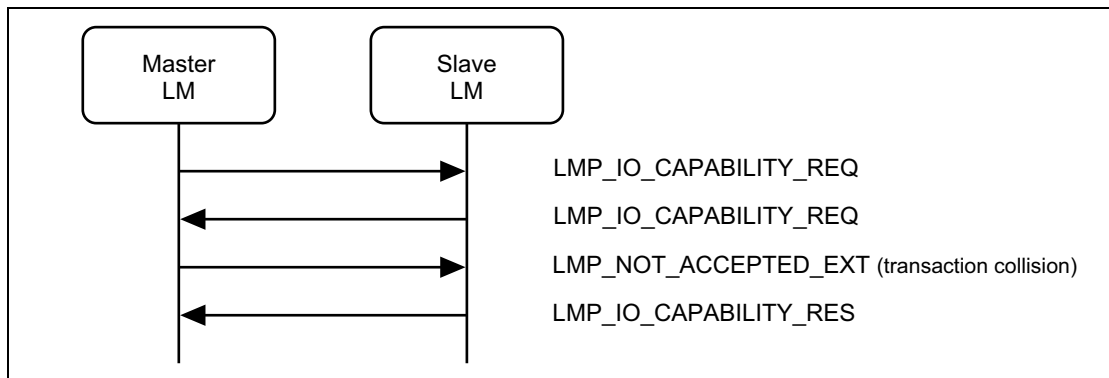 Master
LM
Slave
LM
LMP_IO_CAPABILITY_REQ
LMP_IO_CAPABILITY_REQ
LMP_NOT_ACCEPTED_EXT (transaction collision)
LMP_IO_CAPABILITY_RES